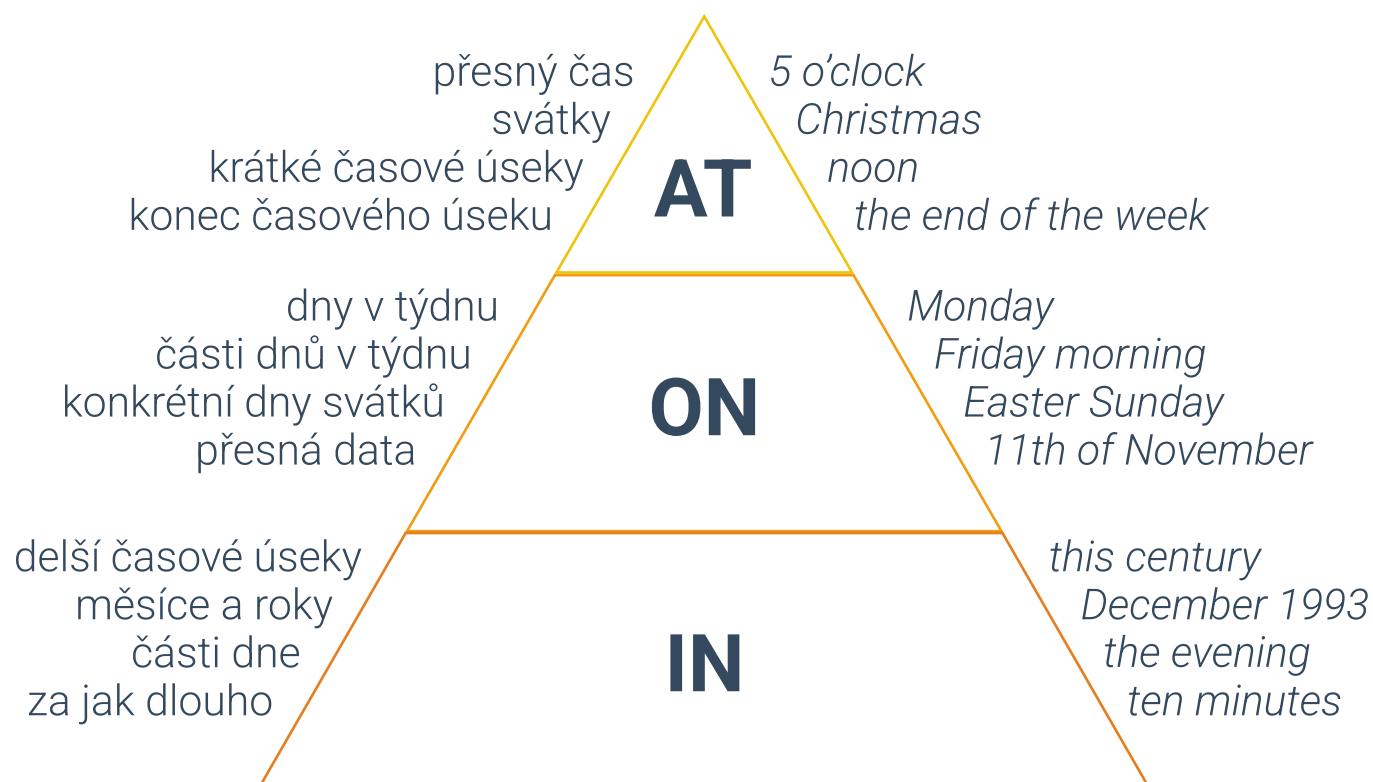 přesný čas
5 o’clock
svátky
Christmas
krátké časové úseky
noon
konec časového úseku
the end of the week
AT
dny v týdnu
Monday
části dnů v týdnu
Friday morning
konkrétní dny svátků
Easter Sunday
přesná data
11th of November
ON
delší časové úseky
this century
měsíce a roky
December 1993
části dne
the evening
za jak dlouho
ten minutes
IN